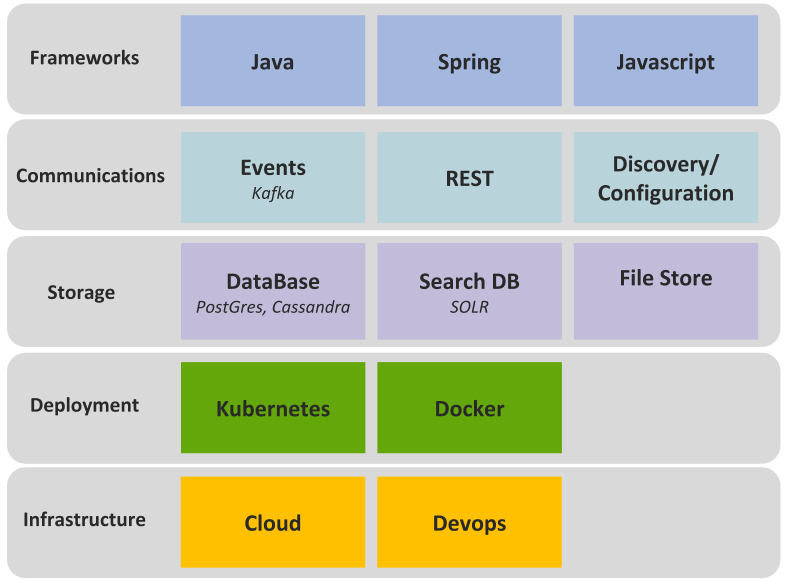 Frameworks
Java
Spring
Javascript
Communications
Events
Kafka
REST
Discovery/
Configuration
Storage
DataBase
PostGres, Cassandra
Search DB
SOLR
File Store
Deployment
Kubernetes
Docker
Infrastructure
Cloud
Devops